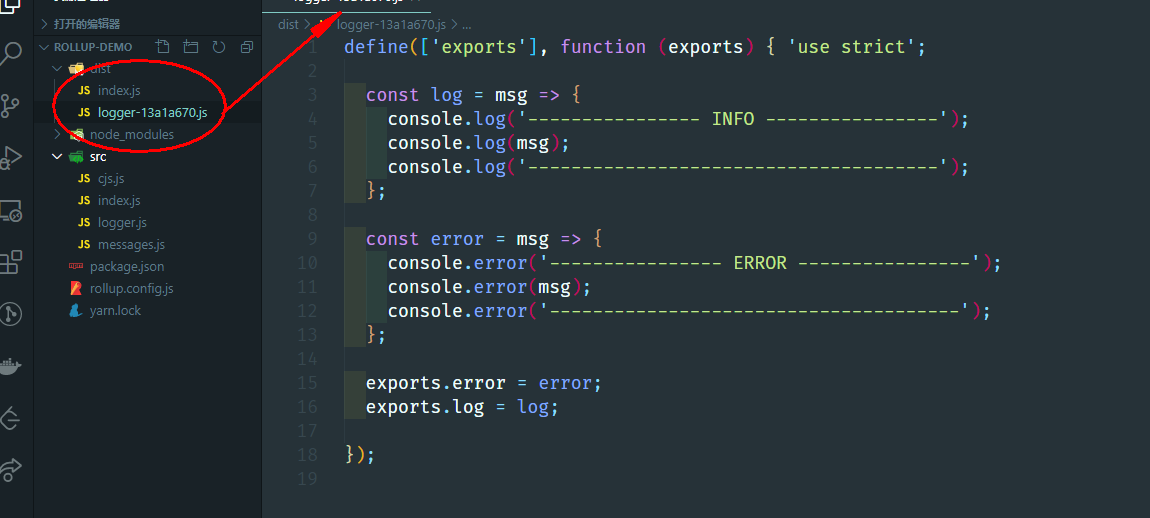 打开的编辑器
ROLLUP-DEMO
dist
JS index.js
JS logger-13a1a670.js
node_modules
src
JS cjs.js
JS index.js
JS logger.js
JS messages.js
package.json
rollup.config.js
yarn.lock
dist > logger-13a1a670.js > ...
1 define(['exports'], function (exports) { 'use strict';
2
3 const log = msg => {
4 console.log('---------------- INFO ----------------');
5 console.log(msg);
6 console.log('--------------------------------------');
7 };
8
9 const error = msg => {
10 console.error('---------------- ERROR ----------------');
11 console.error(msg);
12 console.error('--------------------------------------');
13 };
14
15 exports.error = error;
16 exports.log = log;
17
18 });
19